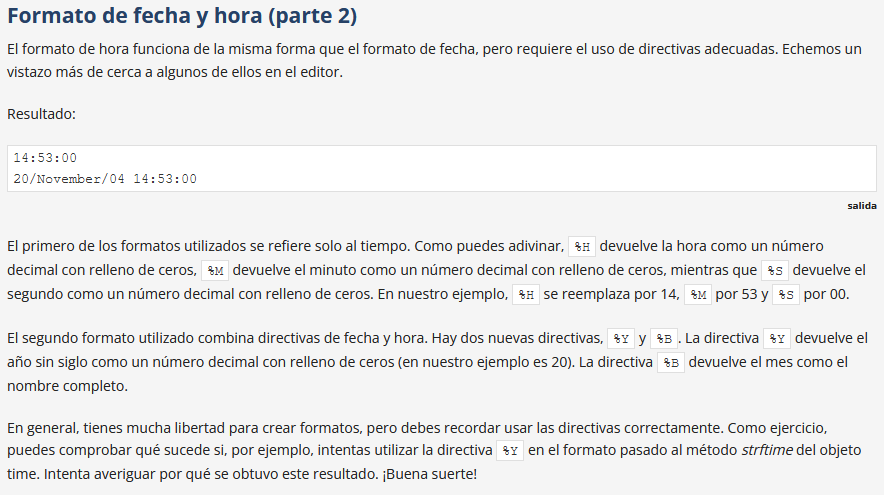 Formato de fecha y hora (parte 2)
El formato de hora funciona de la misma forma que el formato de fecha, pero requiere el uso de directivas adecuadas. Echemos un
vistazo más de cerca a algunos de ellos en el editor.
Resultado:
14:53:00
20/November/04 14:53:00
salida
El primero de los formatos utilizados se refiere solo al tiempo. Como puedes adivinar, %H devuelve la hora como un número
decimal con relleno de ceros, %M devuelve el minuto como un número decimal con relleno de ceros, mientras que %S devuelve el
segundo como un número decimal con relleno de ceros. En nuestro ejemplo, %H se reemplaza por 14, %M por 53 y %S por 00.
El segundo formato utilizado combina directivas de fecha y hora. Hay dos nuevas directivas, %Y y %B. La directiva %Y devuelve el
año sin siglo como un número decimal con relleno de ceros (en nuestro ejemplo es 20). La directiva %B devuelve el mes como el
nombre completo.
En general, tienes mucha libertad para crear formatos, pero debes recordar usar las directivas correctamente. Como ejercicio,
puedes comprobar qué sucede si, por ejemplo, intentas utilizar la directiva %Y en el formato pasado al método strftime del objeto
time. Intenta averiguar por qué se obtuvo este resultado. ¡Buena suerte!